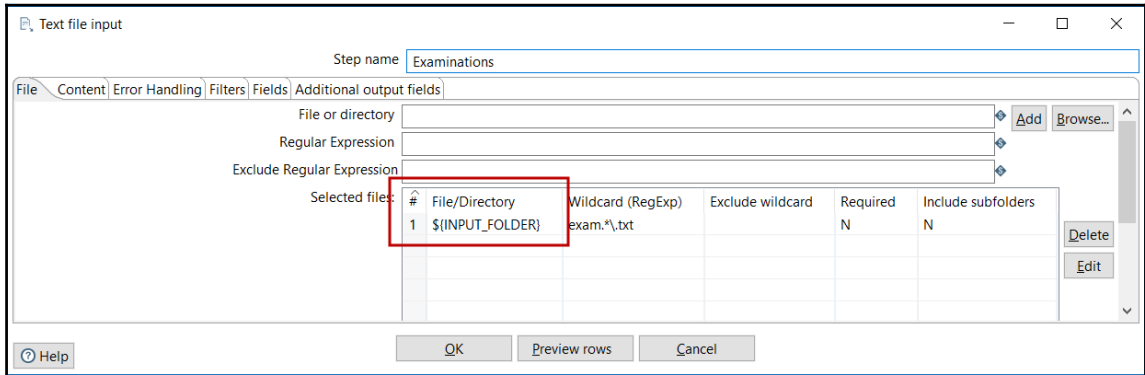 Text file input
Step name Examinations
File Content Error Handling Filters Fields Additional output fields
File or directory Add Browse...
Regular Expression
Exclude Regular Expression
Selected files: # File/Directory Wildcard (RegExp) Exclude wildcard Required Include subfolders
1 ${INPUT_FOLDER} exam.*\.txt N N
Delete
Edit
OK Preview rows Cancel
Help